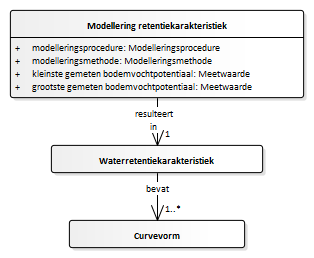 Modellering retentiekarakteristiek
+ modelleringsprocedure: Modelleringsprocedure
+ modelleringsmethode: Modelleringsmethode
+ kleinste gemeten bodemvochtpotentiaal: Meetwaarde
+ grootste gemeten bodemvochtpotentiaal: Meetwaarde
resulteert
in
1
Waterretentiekarakteristiek
bevat
1..*
Curvevorm